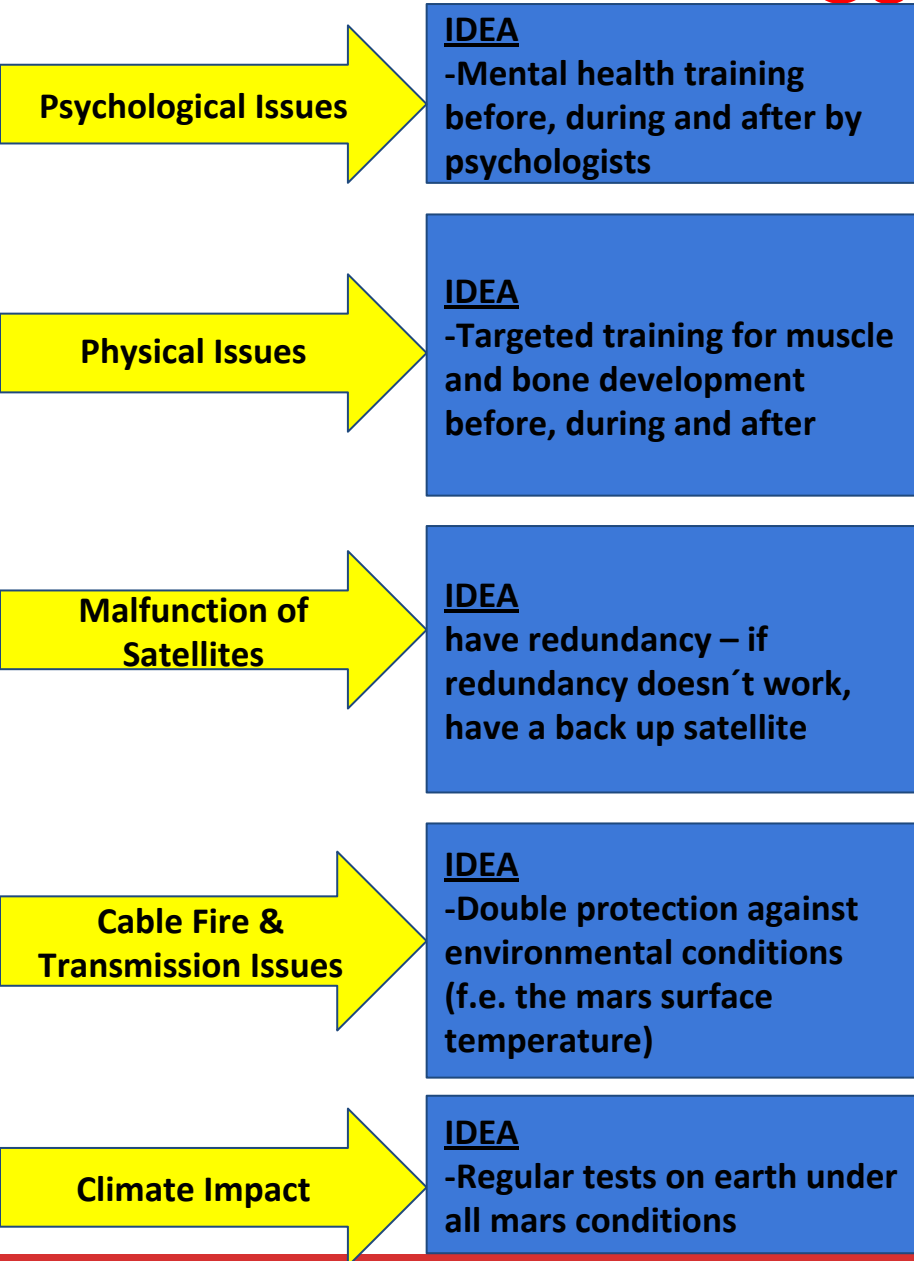 Psychological Issues
IDEA
-Mental health training
before, during and after by
psychologists
Physical Issues
IDEA
-Targeted training for muscle
and bone development
before, during and after
Malfunction of
Satellites
IDEA
have redundancy – if
redundancy doesn´t work,
have a back up satellite
Cable Fire &
Transmission Issues
IDEA
-Double protection against
environmental conditions
(f.e. the mars surface
temperature)
Climate Impact
IDEA
-Regular tests on earth under
all mars conditions